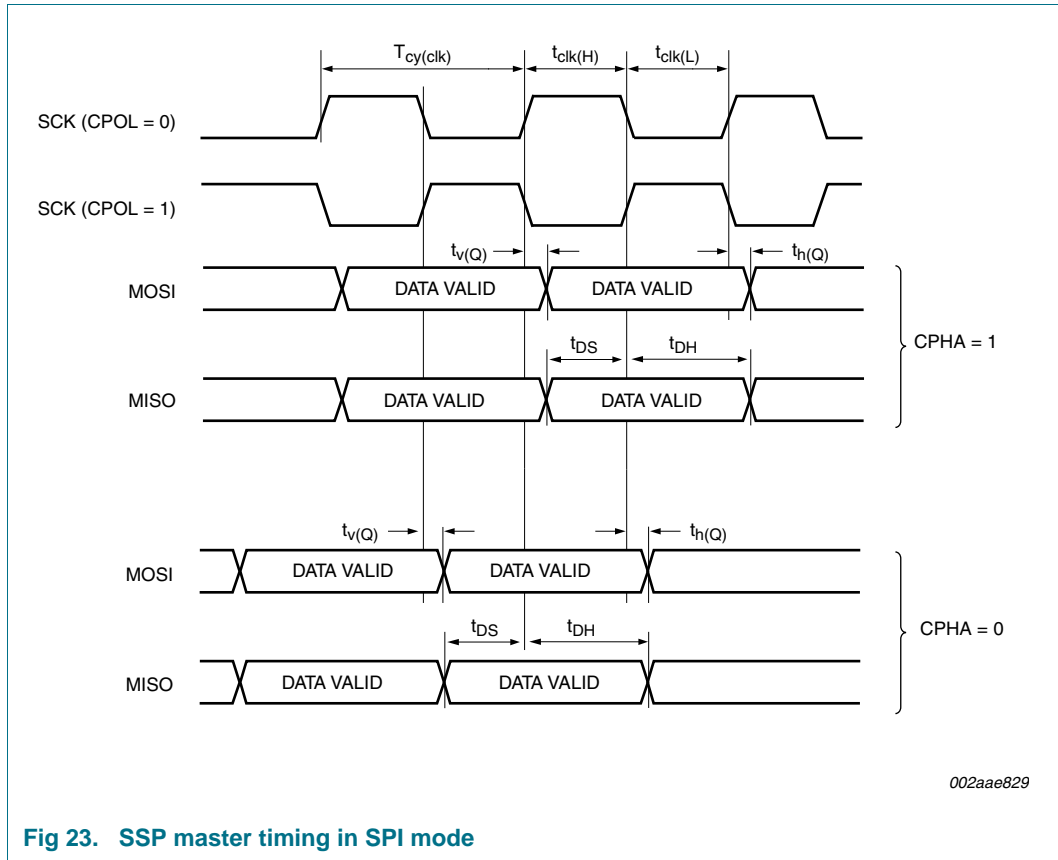 Tcy(clk) tclk(H) tclk(L)
SCK (CPOL = 0)
SCK (CPOL = 1)
tv(Q) th(Q)
MOSI DATA VALID DATA VALID
CPHA = 1
tDS tDH
MISO DATA VALID DATA VALID
tv(Q) th(Q)
MOSI DATA VALID DATA VALID
CPHA = 0
tDS tDH
MISO DATA VALID DATA VALID
002aae829
Fig 23. SSP master timing in SPI mode